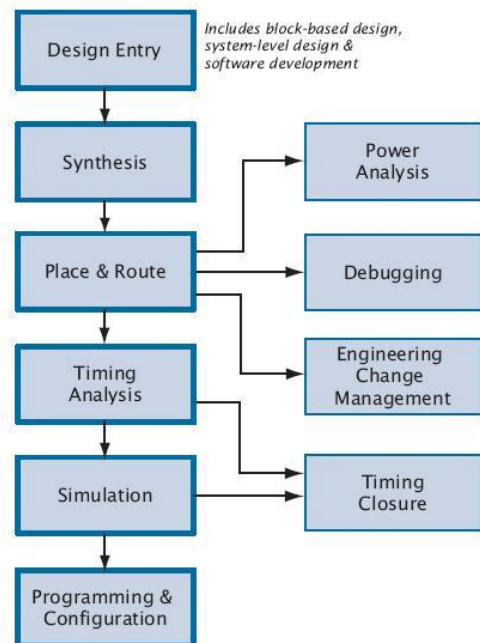 Design Entry
Includes block-based design,
system-level design &
software development
Synthesis
Power
Analysis
Place & Route
Debugging
Timing
Analysis
Engineering
Change
Management
Simulation
Timing
Closure
Programming &
Configuration